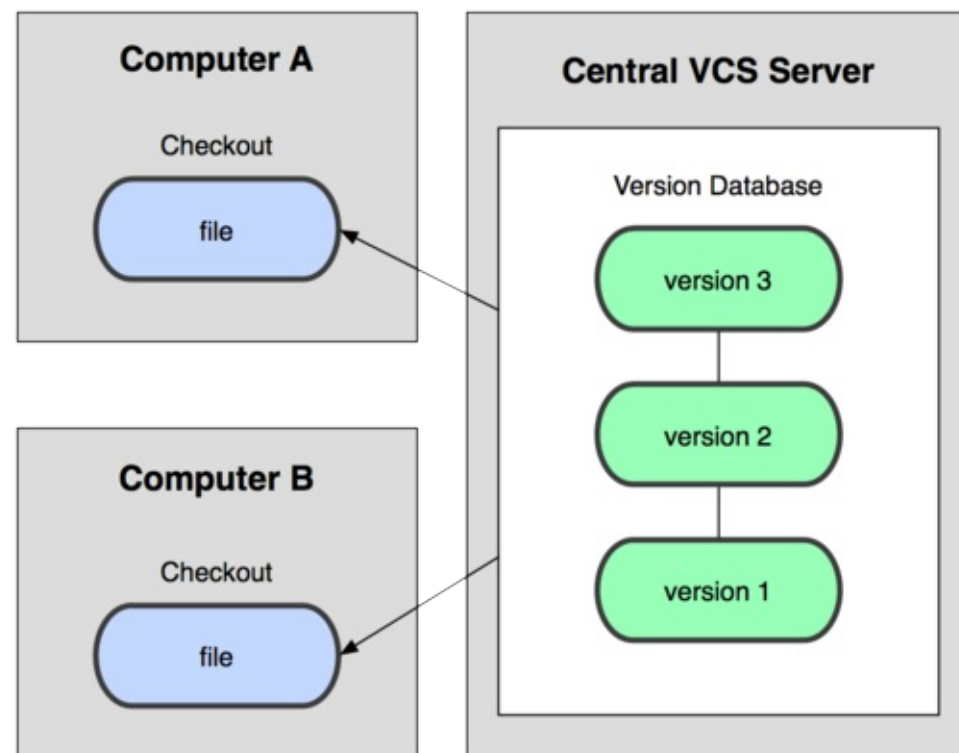 Computer A
Checkout
file
Computer B
Checkout
file
Central VCS Server
Version Database
version 3
version 2
version 1